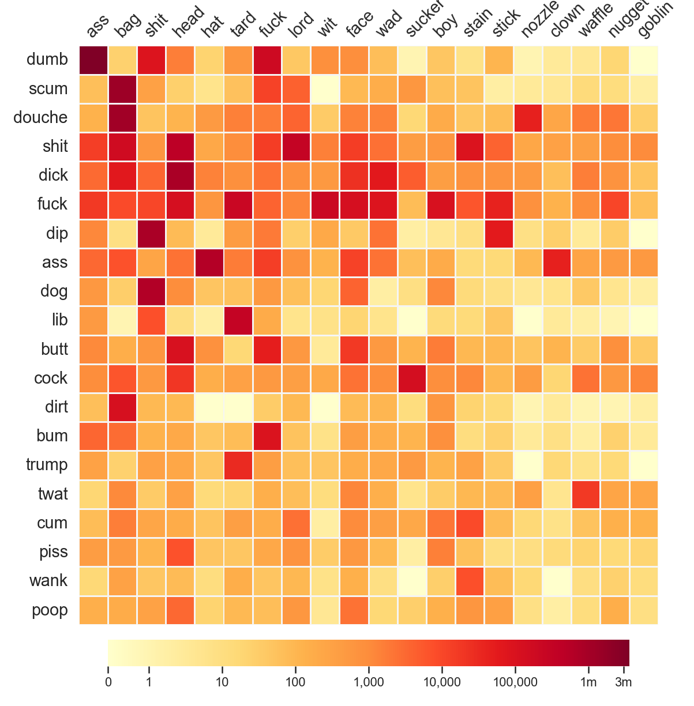 ass bag shit head hat tard fuck lord wit face wad sucker boy stain stick nozzle clown waffle nugget goblin
dumb
scum
douche
shit
dick
fuck
dip
ass
dog
lib
butt
cock
dirt
bum
trump
twat
cum
piss
wank
poop
0 1 10 100 1,000 10,000 100,000 1m 3m